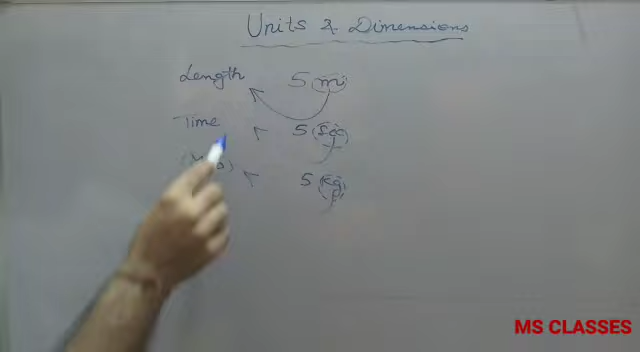 Units & Dimensions
Length 5 m
Time 5 Sec
5 kg
MS CLASSES